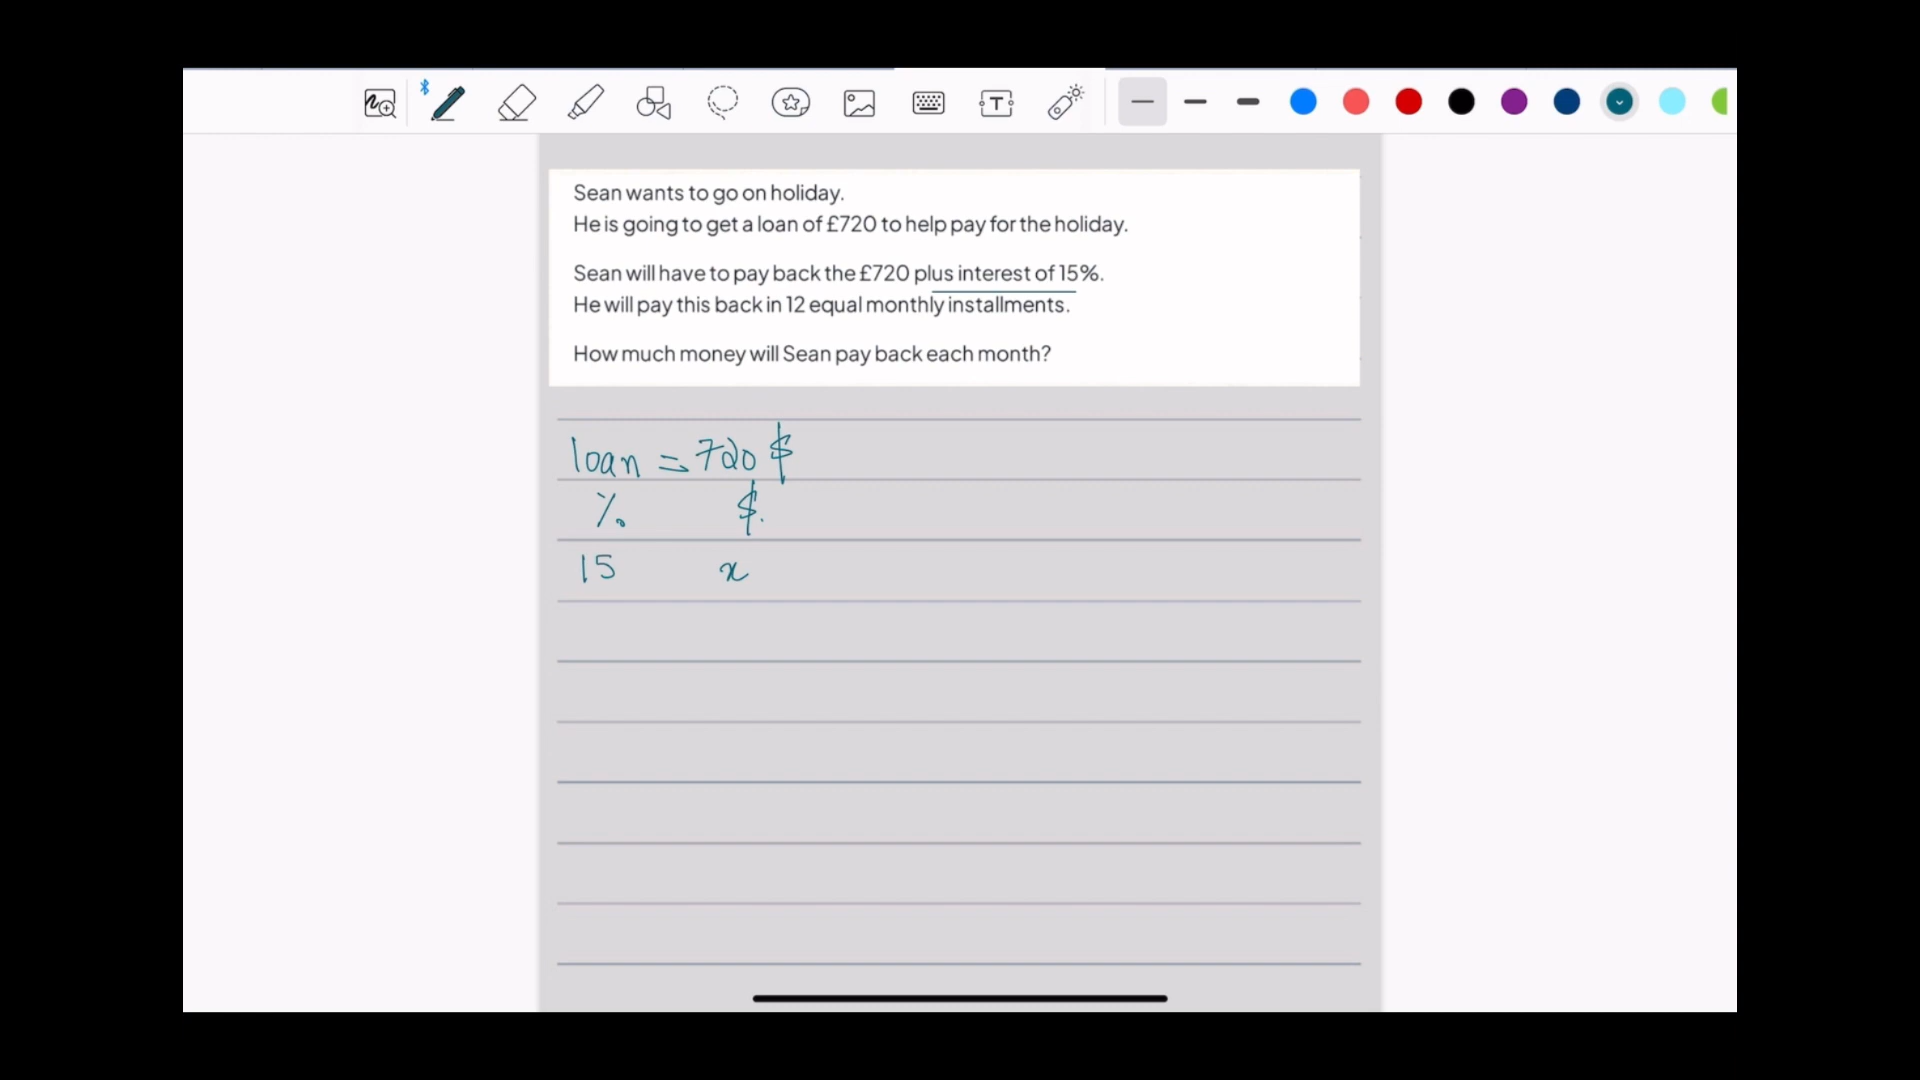 Sean wants to go on holiday.
He is going to get a loan of £720 to help pay for the holiday.
Sean will have to pay back the £720 plus interest of 15%.
He will pay this back in 12 equal monthly installments.
How much money will Sean pay back each month?
loan = 720 $
% $.
15 x